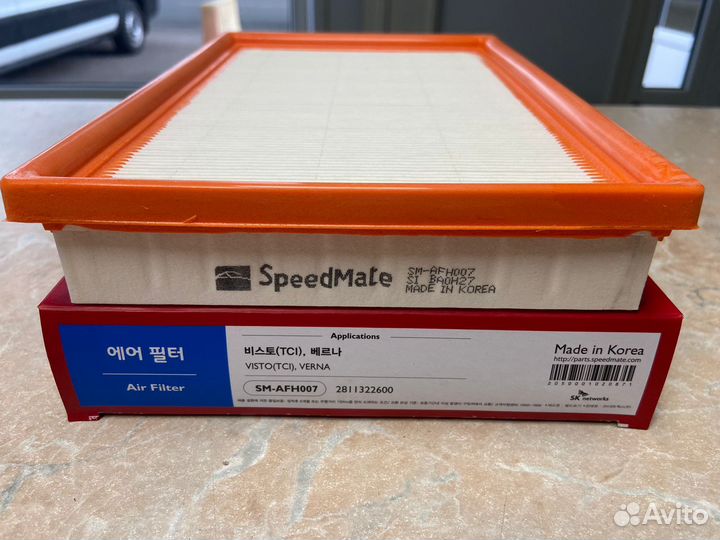 SpeedMate
SM-AFH007
SI BA0H27
MADE IN KOREA
에어 필터
Air Filter
Applications
비스토(TCI), 베르나
VISTO(TCI), VERNA
SM-AFH007 2811322600
Made in Korea
http://parts.speedmate.com
2050001020871
SK networks
Avito